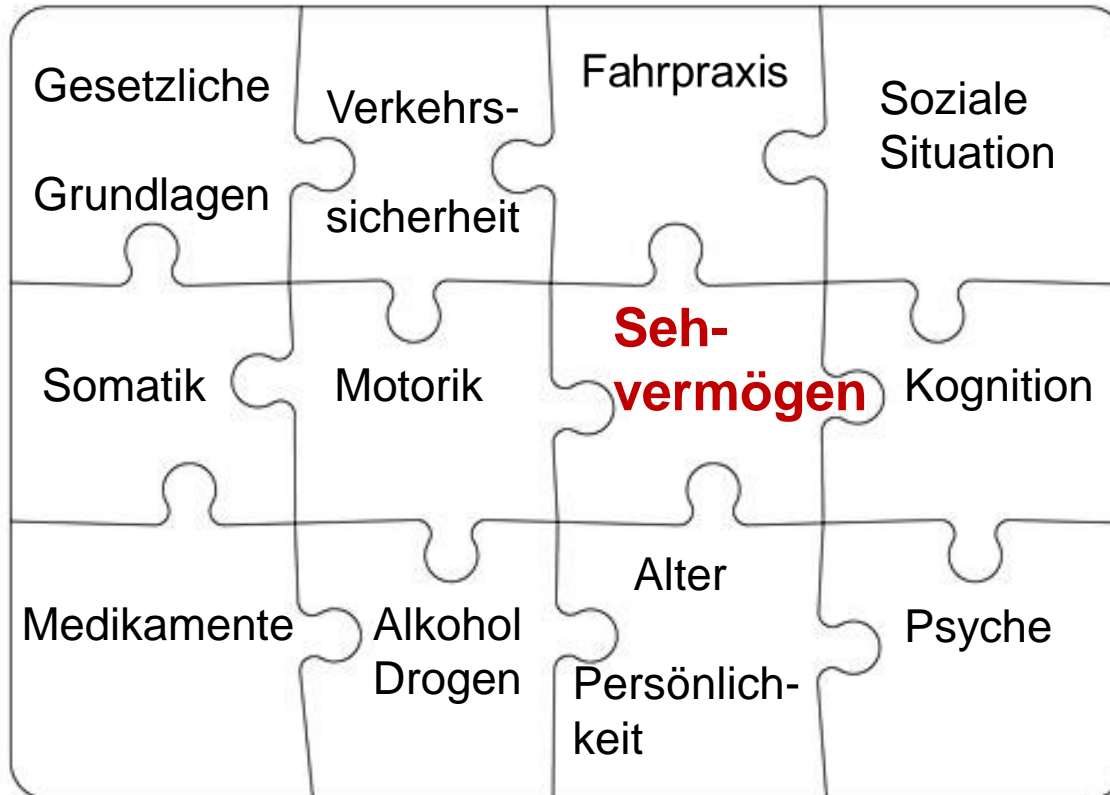 Gesetzliche
Grundlagen
Verkehrs-
sicherheit
Fahrpraxis
Soziale
Situation
Somatik
Motorik
Seh-
vermögen
Kognition
Medikamente
Alkohol
Drogen
Alter
Persönlich-
keit
Psyche